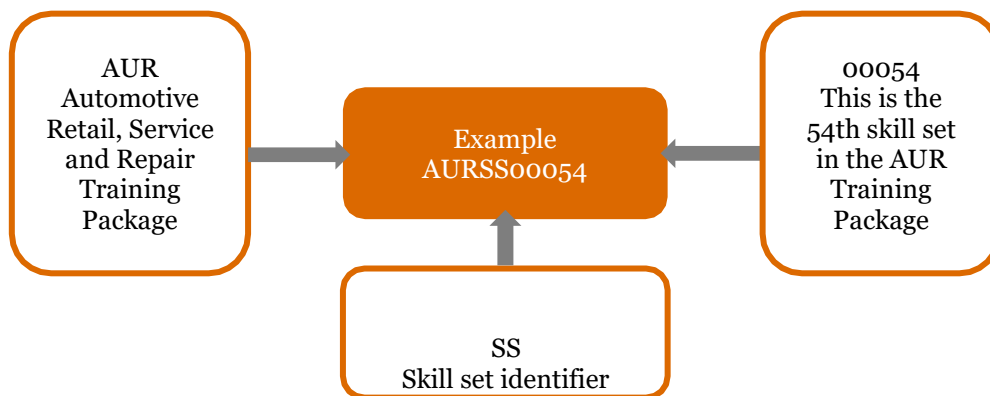 AUR
Automotive
Retail, Service
and Repair
Training
Package
Example
AURSS00054
00054
This is the
54th skill set
in the AUR
Training
Package
SS
Skill set identifier